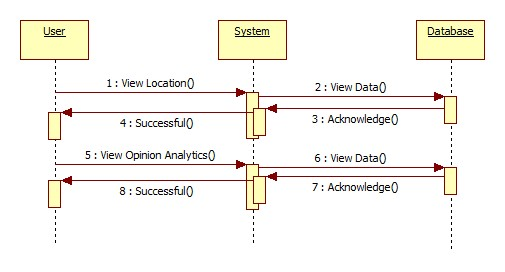 User
System
Database
1 : View Location()
2 : View Data()
3 : Acknowledge()
4 : Successful()
5 : View Opinion Analytics()
6 : View Data()
7 : Acknowledge()
8 : Successful()